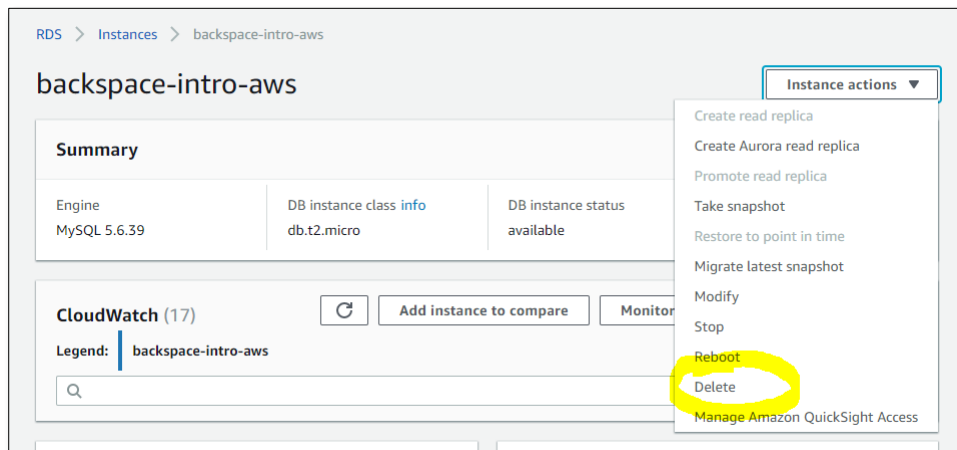 RDS > Instances > backspace-intro-aws
backspace-intro-aws
Instance actions
Create read replica
Create Aurora read replica
Promote read replica
Take snapshot
Restore to point in time
Migrate latest snapshot
Modify
Stop
Reboot
Delete
Manage Amazon QuickSight Access
Summary
Engine
MySQL 5.6.39
DB instance class info
db.t2.micro
DB instance status
available
CloudWatch (17)
Add instance to compare
Monitor
Legend: backspace-intro-aws